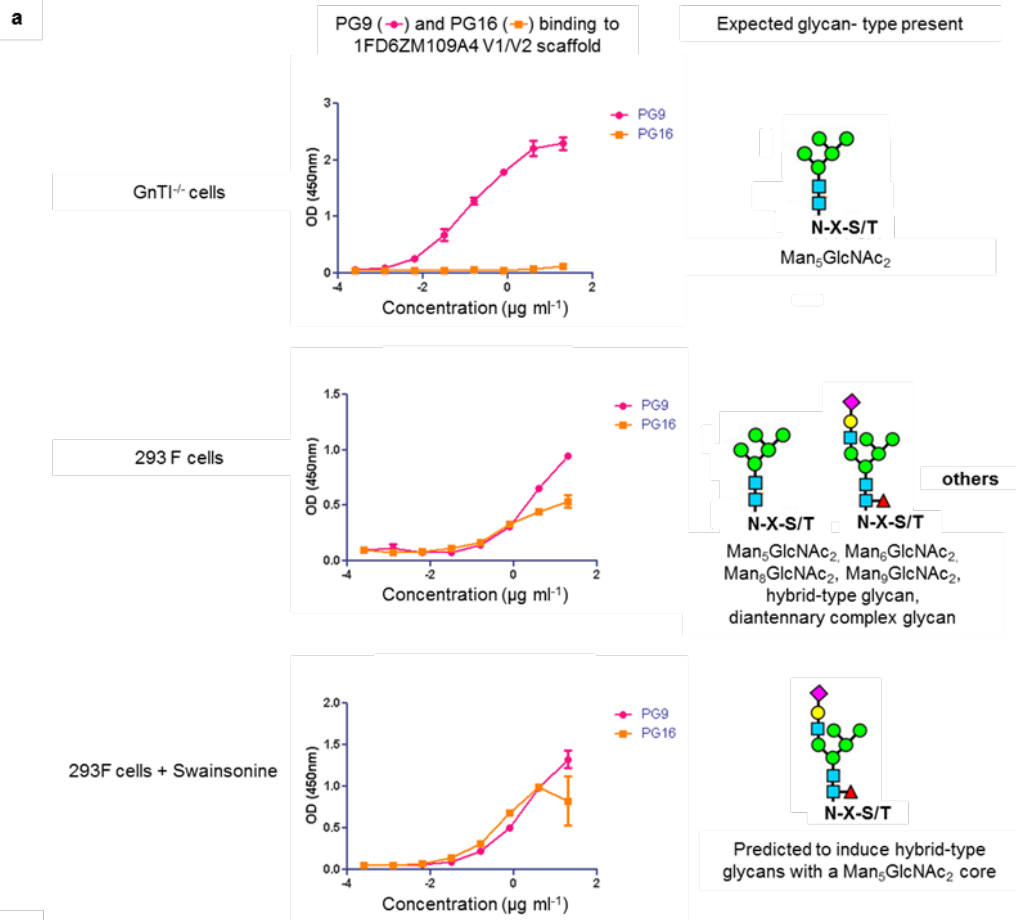 a
PG9 (●) and PG16 (■) binding to
1FD6ZM109A4 V1/V2 scaffold
Expected glycan- type present
GnTI-/- cells
OD (450nm)
3
2
1
0
-4
-2
0
2
Concentration (µg ml-1)
PG9
PG16
N-X-S/T
Man5GlcNAc2
293 F cells
OD (450nm)
1.5
1.0
0.5
0.0
-4
-2
0
2
Concentration (µg ml-1)
PG9
PG16
N-X-S/T
N-X-S/T
others
Man5GlcNAc2, Man6GlcNAc2,
Man8GlcNAc2, Man9GlcNAc2,
hybrid-type glycan,
diantennary complex glycan
293F cells + Swainsonine
OD (450nm)
2.0
1.5
1.0
0.5
0.0
-4
-2
0
2
Concentration (µg ml-1)
PG9
PG16
N-X-S/T
Predicted to induce hybrid-type
glycans with a Man5GlcNAc2 core